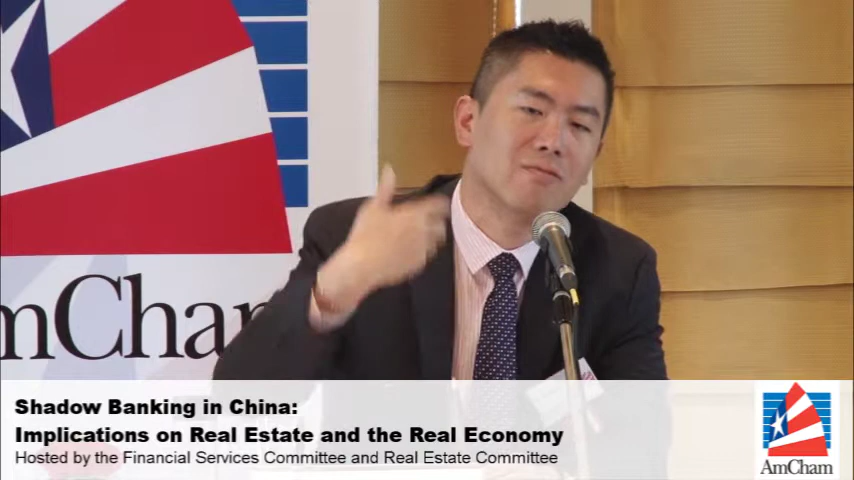 AmCham
Shadow Banking in China:
Implications on Real Estate and the Real Economy
Hosted by the Financial Services Committee and Real Estate Committee
AmCham